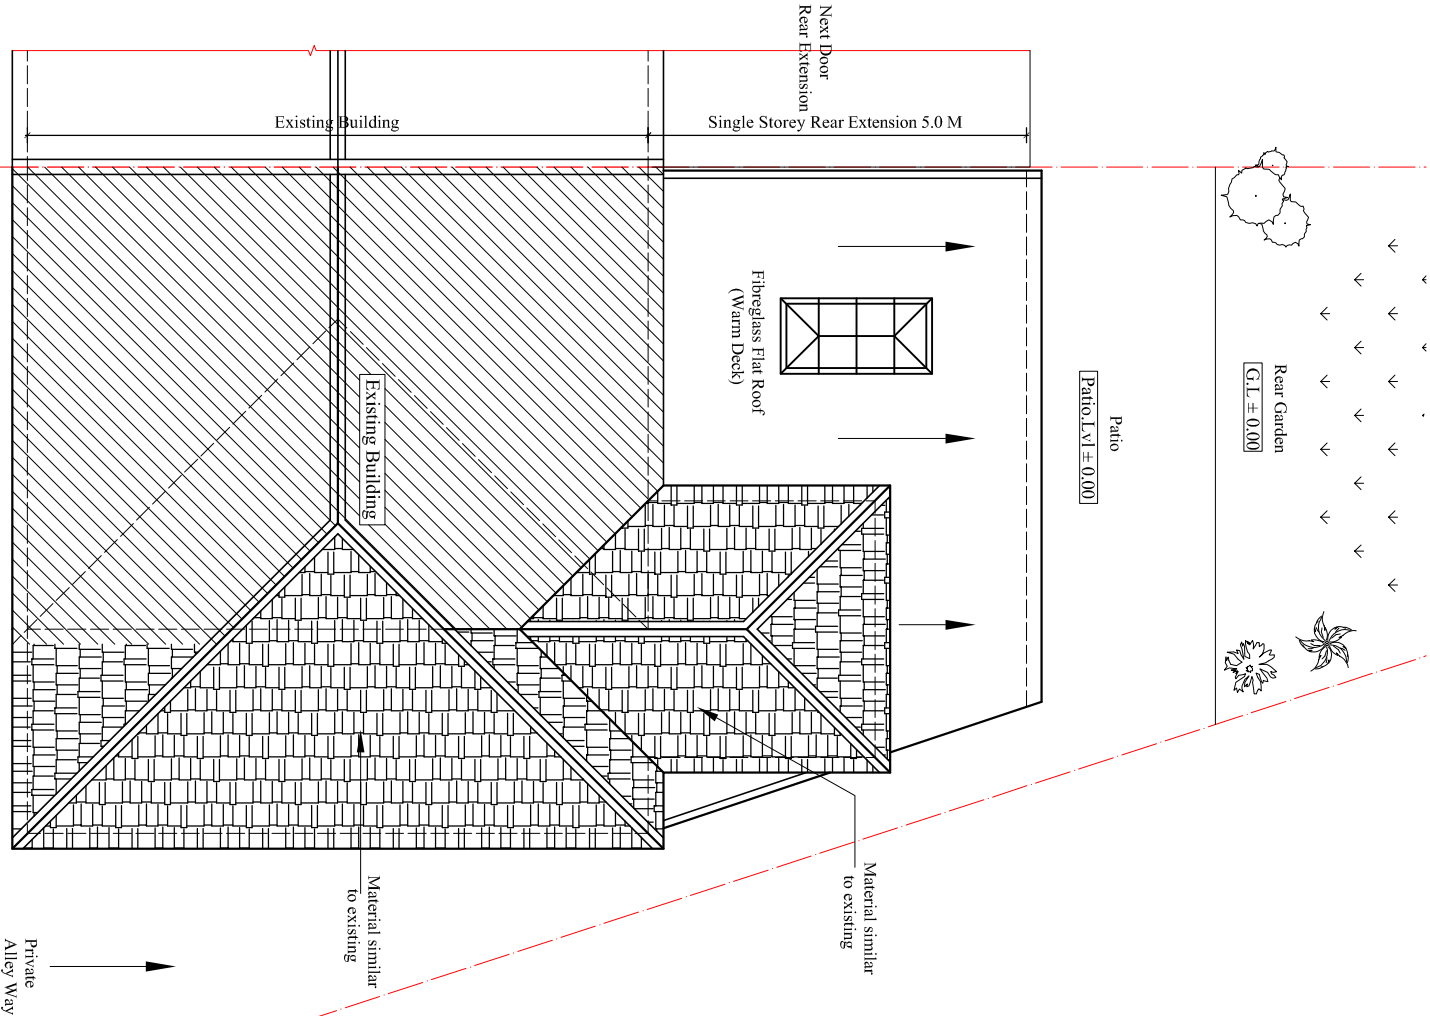 Next Door
Rear Extension
Existing Building
Single Storey Rear Extension 5.0 M
Fibreglass Flat Roof
(Warm Deck)
Existing Building
Patio
Patio.Lvl ± 0.00
Rear Garden
G.L ± 0.00
Material similar
to existing
Material similar
to existing
Private
Alley Way